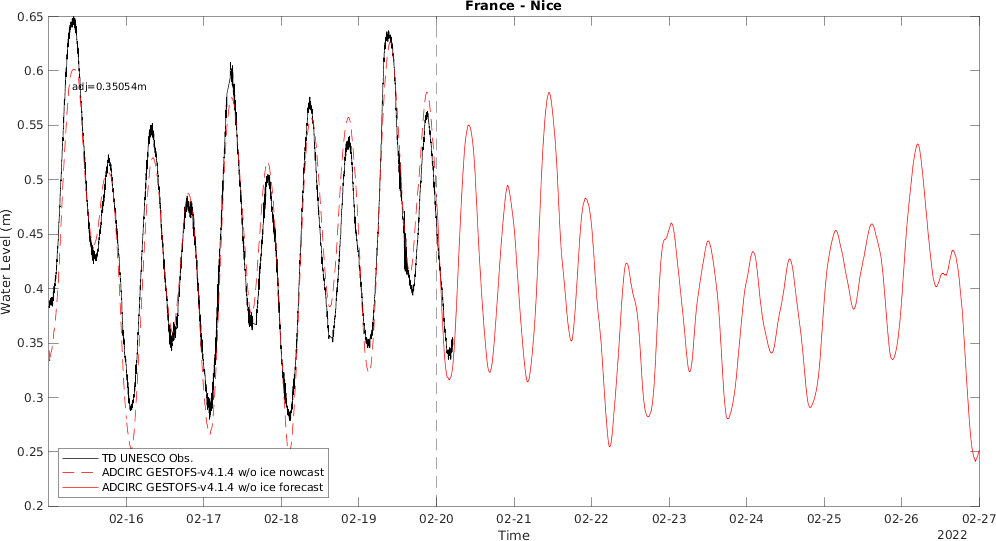 France - Nice
0.65
0.6
0.55
0.5
0.45
0.4
0.35
0.3
0.25
0.2
Water Level (m)
adj=0.35054m
TD UNESCO Obs.
ADCIRC GESTOFS-v4.1.4 w/o ice nowcast
ADCIRC GESTOFS-v4.1.4 w/o ice forecast
02-16 02-17 02-18 02-19 02-20 02-21 02-22 02-23 02-24 02-25 02-26 02-27
Time
2022